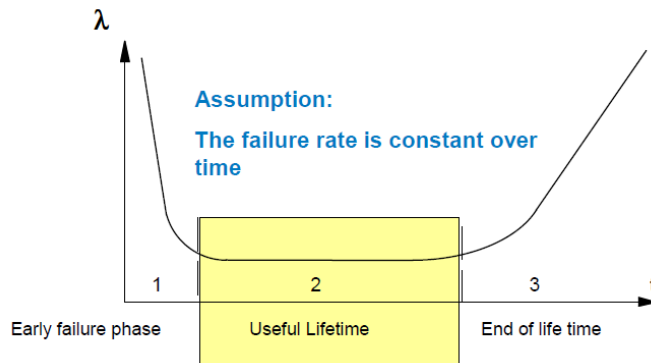 λ
Assumption:
The failure rate is constant over
time
1 2 3
Early failure phase Useful Lifetime End of life time